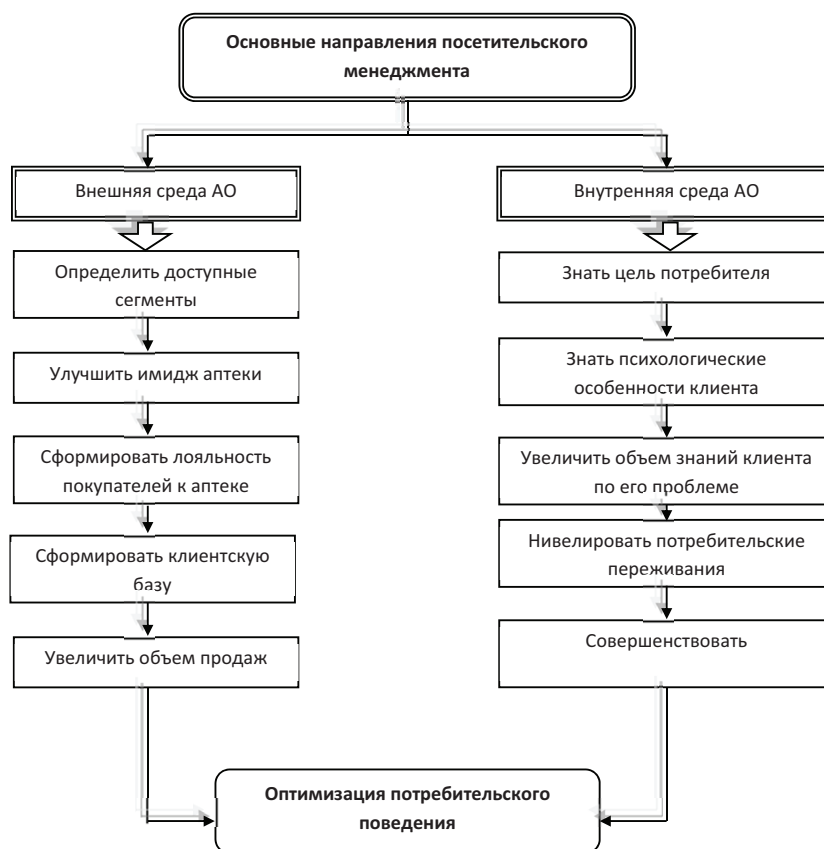 Основные направления посетительского
менеджмента
Внешняя среда АО
Определить доступные
сегменты
Улучшить имидж аптеки
Сформировать лояльность
покупателей к аптеке
Сформировать клиентскую
базу
Увеличить объем продаж
Внутренняя среда АО
Знать цель потребителя
Знать психологические
особенности клиента
Увеличить объем знаний клиента
по его проблеме
Нивелировать потребительские
переживания
Совершенствовать
Оптимизация потребительского
поведения